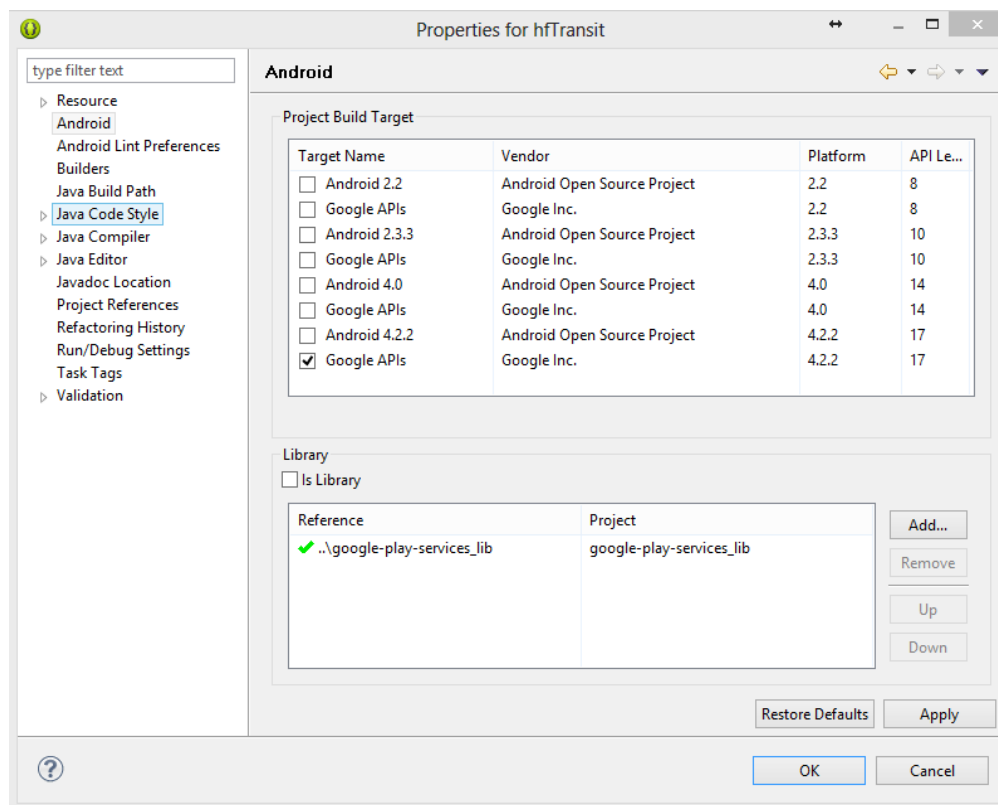 Properties for hfTransit
type filter text
Resource
Android
Android Lint Preferences
Builders
Java Build Path
Java Code Style
Java Compiler
Java Editor
Javadoc Location
Project References
Refactoring History
Run/Debug Settings
Task Tags
Validation
Android
Project Build Target
Target Name Vendor Platform API Le...
Android 2.2 Android Open Source Project 2.2 8
Google APIs Google Inc. 2.2 8
Android 2.3.3 Android Open Source Project 2.3.3 10
Google APIs Google Inc. 2.3.3 10
Android 4.0 Android Open Source Project 4.0 14
Google APIs Google Inc. 4.0 14
Android 4.2.2 Android Open Source Project 4.2.2 17
Google APIs Google Inc. 4.2.2 17
Library
Is Library
Reference Project
..\google-play-services_lib google-play-services_lib
Add...
Remove
Up
Down
Restore Defaults Apply
? OK Cancel